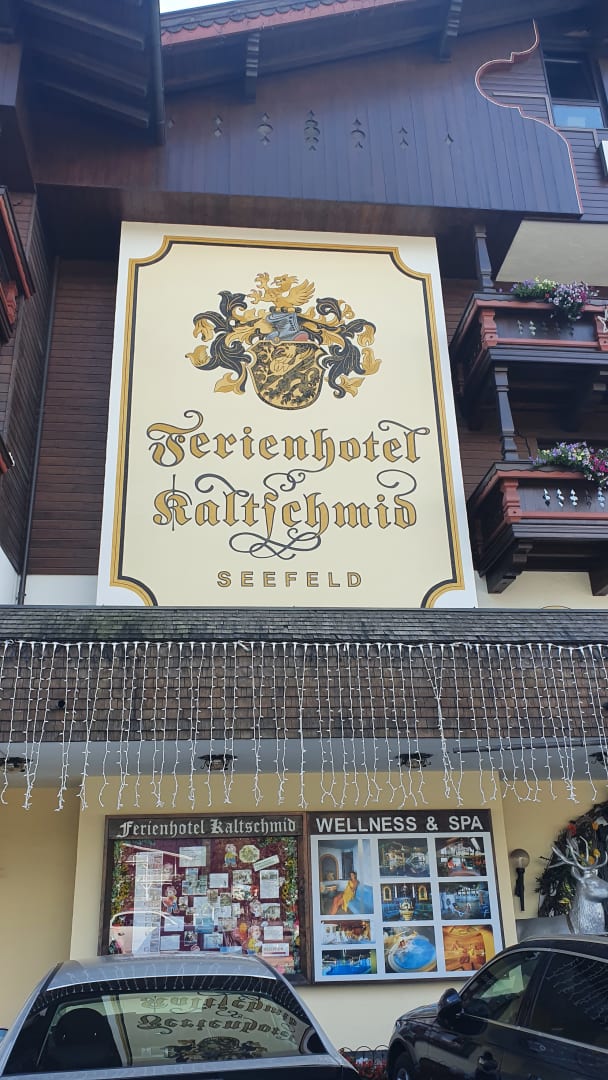 Ferienhotel
Kaltschmid
SEEFELD
Ferienhotel Kaltschmid
WELLNESS & SPA